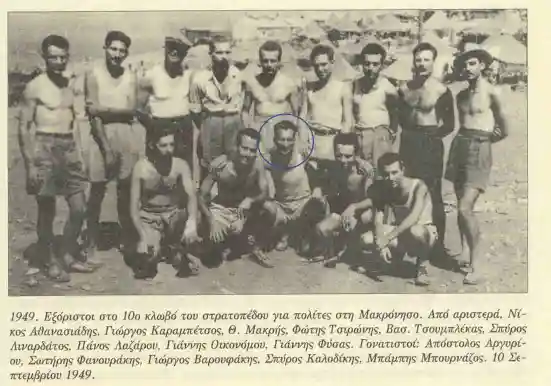 1949. Εξόριστοι στο 10ο κλωβό του στρατοπέδου για πολίτες στη Μακρόνησο. Από αριστερά, Νί-
κος Αθανασιάδης, Γιώργος Καραμπέτσος, Θ. Μακρής, Φώτης Τσιρώνης, Βασ. Τσουμπλέκας, Σπύρος
Λιναρδάτος, Πάνος Λαζάρου, Γιάννης Οικονόμου, Γιάννης Φύσας. Γονατιστοί: Απόστολος Αργυρί-
ου, Σωτήρης Φανουράκης, Γιώργος Βαρουφάκης, Σπύρος Καλοδίκης, Μπάμπης Μπουρνάζος. 10 Σε-
πτεμβρίου 1949.